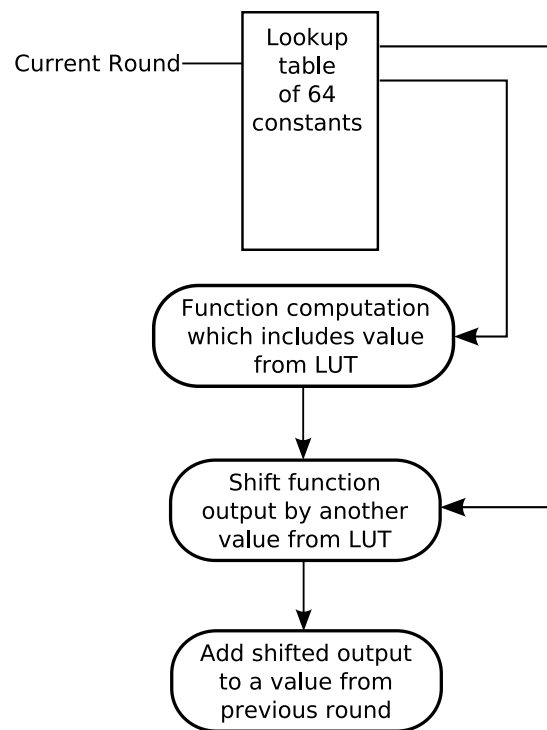 Lookup
table
of 64
constants
Current Round
Function computation
which includes value
from LUT
Shift function
output by another
value from LUT
Add shifted output
to a value from
previous round